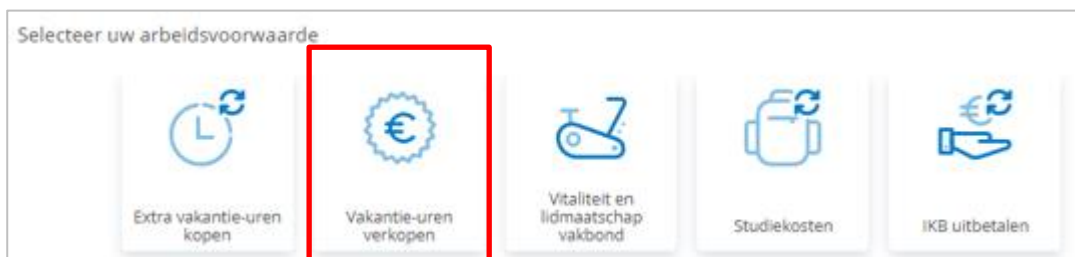 Selecteer uw arbeidsvoorwaarde
Extra vakantie-uren
kopen
Vakantie-uren
verkopen
Vitaliteit en
lidmaatschap
vakbond
Studiekosten
IKB uitbetalen